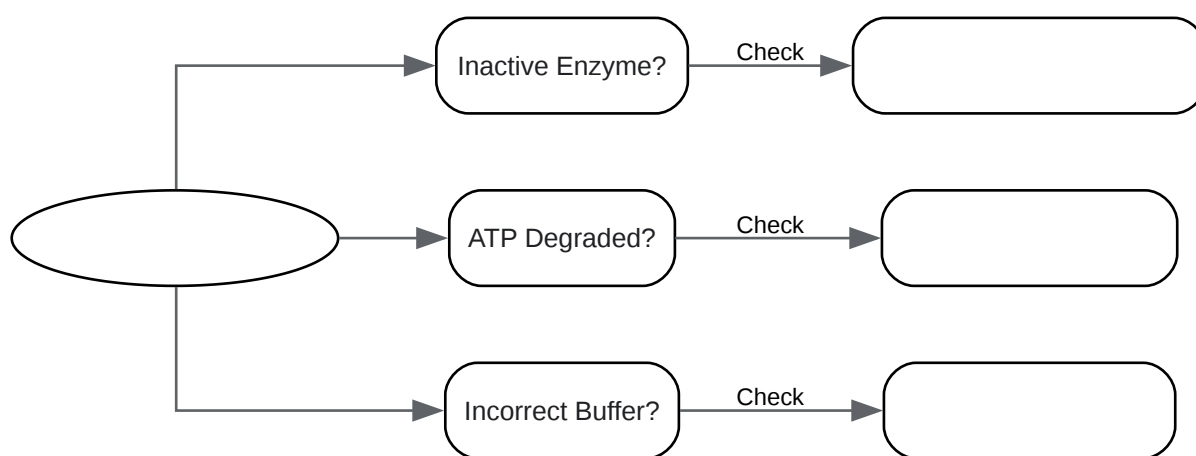 Inactive Enzyme?
Check
ATP Degraded?
Check
Incorrect Buffer?
Check